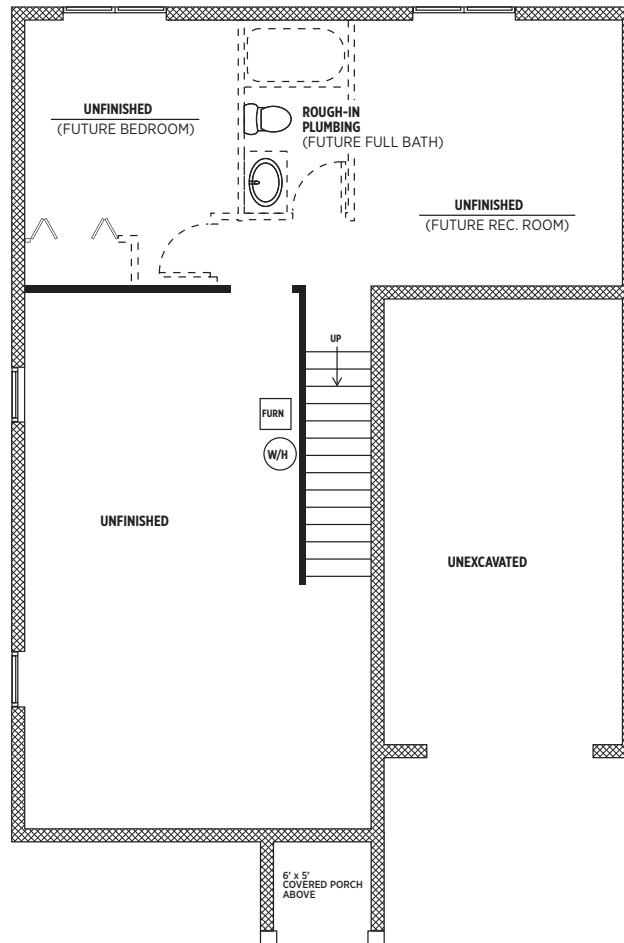 UNFINISHED
(FUTURE BEDROOM)
ROUGH-IN
PLUMBING
(FUTURE FULL BATH)
UNFINISHED
(FUTURE REC. ROOM)
UP
FURN
W/H
UNFINISHED
UNEXCAVATED
6' x 5'
COVERED PORCH
ABOVE